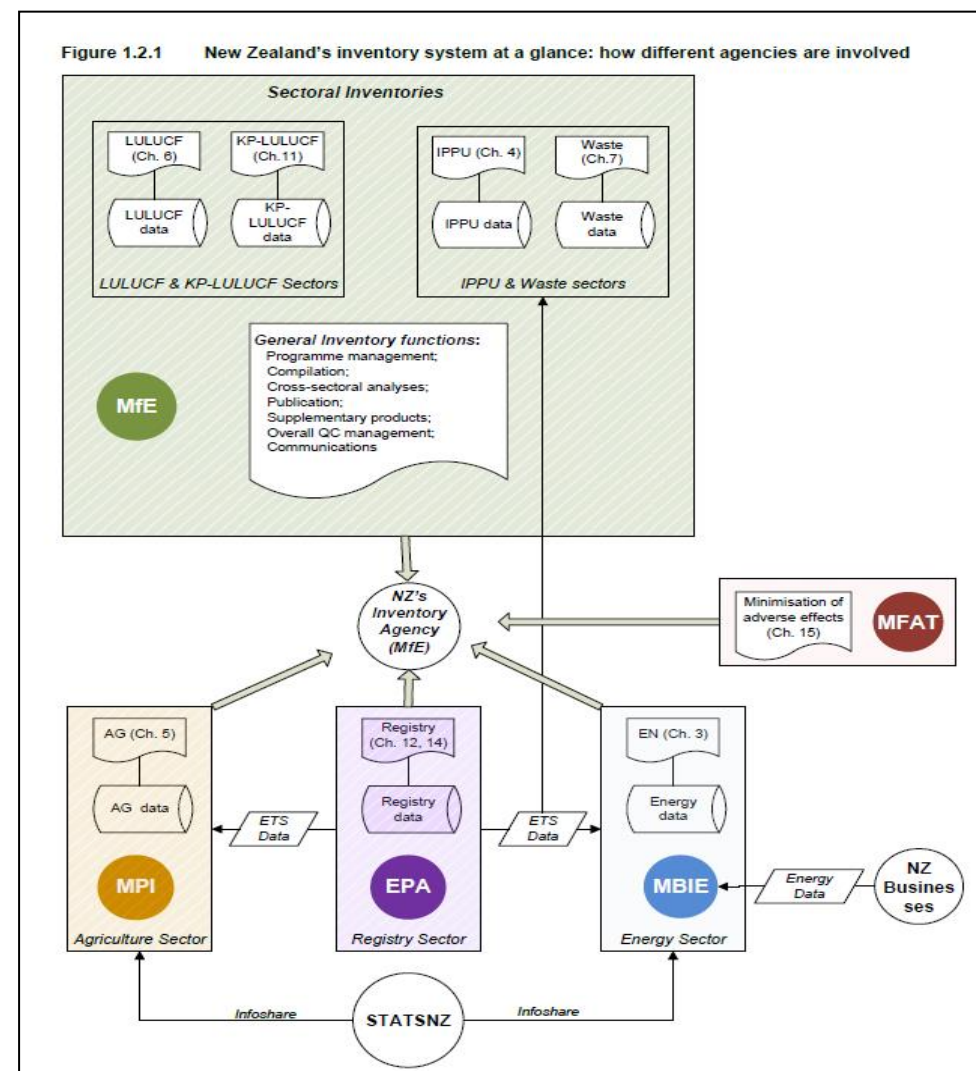 Figure 1.2.1 New Zealand's inventory system at a glance: how different agencies are involved
Sectoral Inventories
LULUCF
(Ch. 6)
KP-LULUCF
(Ch.11)
LULUCF
data
KP-
LULUCF
data
LULUCF & KP-LULUCF Sectors
IPPU (Ch. 4)
Waste
(Ch.7)
IPPU data
Waste
data
IPPU & Waste sectors
General Inventory functions:
Programme management;
Compilation;
Cross-sectoral analyses;
Publication;
Supplementary products;
Overall QC management;
Communications
MfE
NZ's
Inventory
Agency
(MfE)
Minimisation of
adverse effects
(Ch. 15)
MFAT
AG (Ch. 5)
AG data
MPI
Agriculture Sector
ETS
Data
Registry
(Ch. 12, 14)
Registry
data
EPA
Registry Sector
ETS
Data
EN (Ch. 3)
Energy
data
MBIE
Energy Sector
Energy
Data
NZ
Busines
ses
Infoshare
STATSNZ
Infoshare